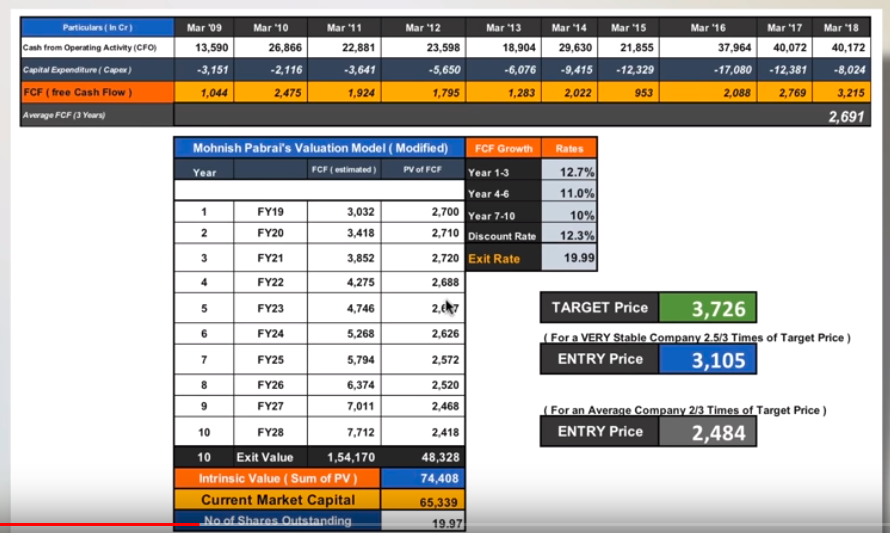 Particulars ( In Cr ) Mar '09 Mar '10 Mar '11 Mar '12 Mar '13 Mar '14 Mar '15 Mar '16 Mar '17 Mar '18
Cash from Operating Activity (CFO) 13,590 26,866 22,881 23,598 18,904 29,630 21,855 37,964 40,072 40,172
Capital Expenditure ( Capex ) -3,151 -2,116 -3,641 -5,650 -6,076 -9,415 -12,329 -17,080 -12,381 -8,024
FCF ( free Cash Flow ) 1,044 2,475 1,924 1,795 1,283 2,022 953 2,088 2,769 3,215
Average FCF (3 Years) 2,691
Mohnish Pabrai's Valuation Model ( Modified)
Year FCF ( estimated ) PV of FCF
1 FY19 3,032 2,700
2 FY20 3,418 2,710
3 FY21 3,852 2,720
4 FY22 4,275 2,688
5 FY23 4,746
6 FY24 5,268 2,626
7 FY25 5,794 2,572
8 FY26 6,374 2,520
9 FY27 7,011 2,468
10 FY28 7,712 2,418
10 Exit Value 1,54,170 48,328
Intrinsic Value ( Sum of PV ) 74,408
Current Market Capital 65,339
No of Shares Outstanding 19.97
FCF Growth Rates
Year 1-3 12.7%
Year 4-6 11.0%
Year 7-10 10%
Discount Rate 12.3%
Exit Rate 19.99
TARGET Price 3,726
( For a VERY Stable Company 2.5/3 Times of Target Price )
ENTRY Price 3,105
( For an Average Company 2/3 Times of Target Price )
ENTRY Price 2,484